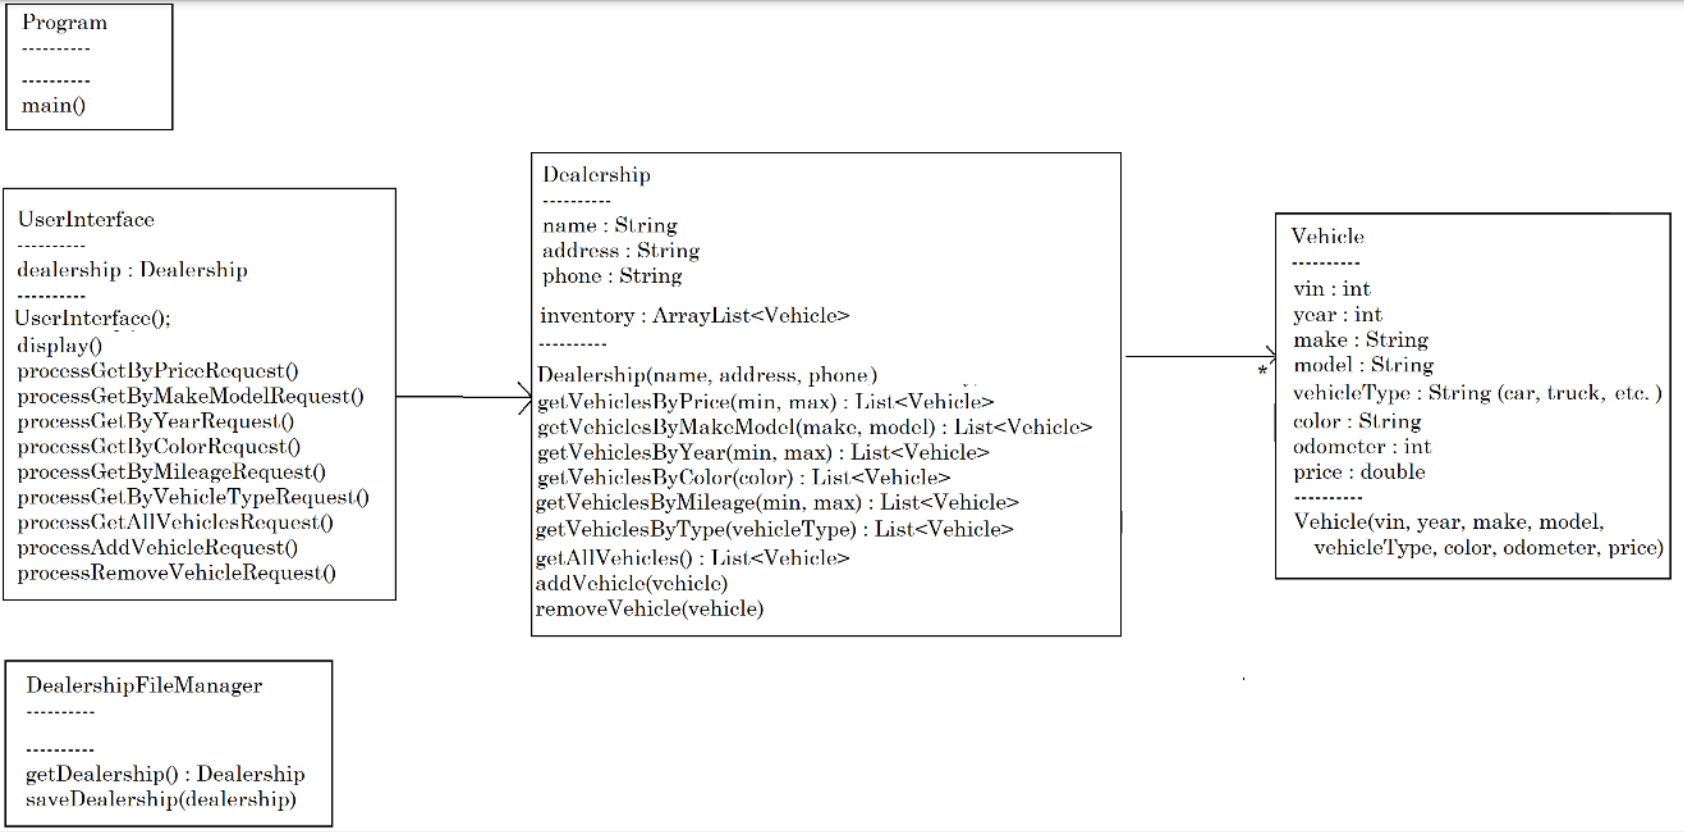 Program
----------
----------
main()
UserInterface
----------
dealership : Dealership
----------
UserInterface();
display()
processGetByPriceRequest()
processGetByMakeModelRequest()
processGetByYearRequest()
processGetByColorRequest()
processGetByMileageRequest()
processGetByVehicleTypeRequest()
processGetAllVehiclesRequest()
processAddVehicleRequest()
processRemoveVehicleRequest()
Dealership
----------
name : String
address : String
phone : String
inventory : ArrayList<Vehicle>
----------
Dealership(name, address, phone)
getVehiclesByPrice(min, max) : List<Vehicle>
getVehiclesByMakeModel(make, model) : List<Vehicle>
getVehiclesByYear(min, max) : List<Vehicle>
getVehiclesByColor(color) : List<Vehicle>
getVehiclesByMileage(min, max) : List<Vehicle>
getVehiclesByType(vehicleType) : List<Vehicle>
getAllVehicles() : List<Vehicle>
addVehicle(vehicle)
removeVehicle(vehicle)
*
Vehicle
----------
vin : int
year : int
make : String
model : String
vehicleType : String (car, truck, etc. )
color : String
odometer : int
price : double
----------
Vehicle(vin, year, make, model,
vehicleType, color, odometer, price)
DealershipFileManager
----------
----------
getDealership() : Dealership
saveDealership(dealership)